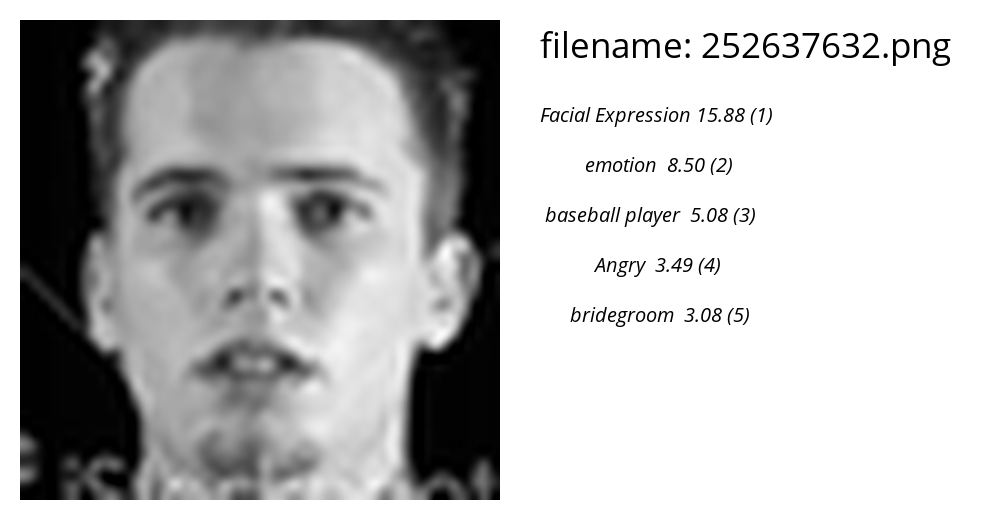 filename: 252637632.png
Facial Expression 15.88 (1)
emotion 8.50 (2)
baseball player 5.08 (3)
Angry 3.49 (4)
bridegroom 3.08 (5)